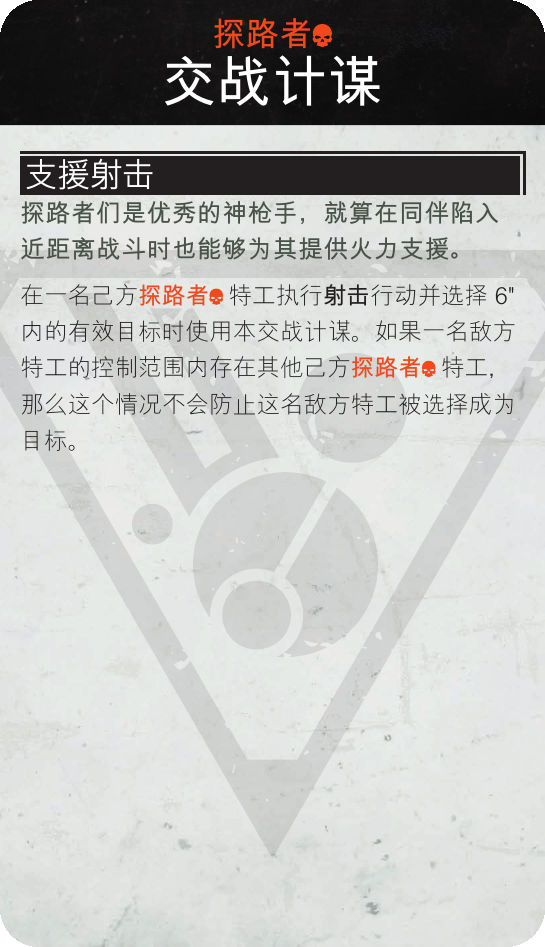 探路者
交战计谋
支援射击
探路者们是优秀的神枪手，就算在同伴陷入
近距离战斗时也能够为其提供火力支援。
在一名己方探路者特工执行射击行动并选择 6"
内的有效目标时使用本交战计谋。如果一名敌方
特工的控制范围内存在其他己方探路者特工，
那么这个情况不会防止这名敌方特工被选择成为
目标。